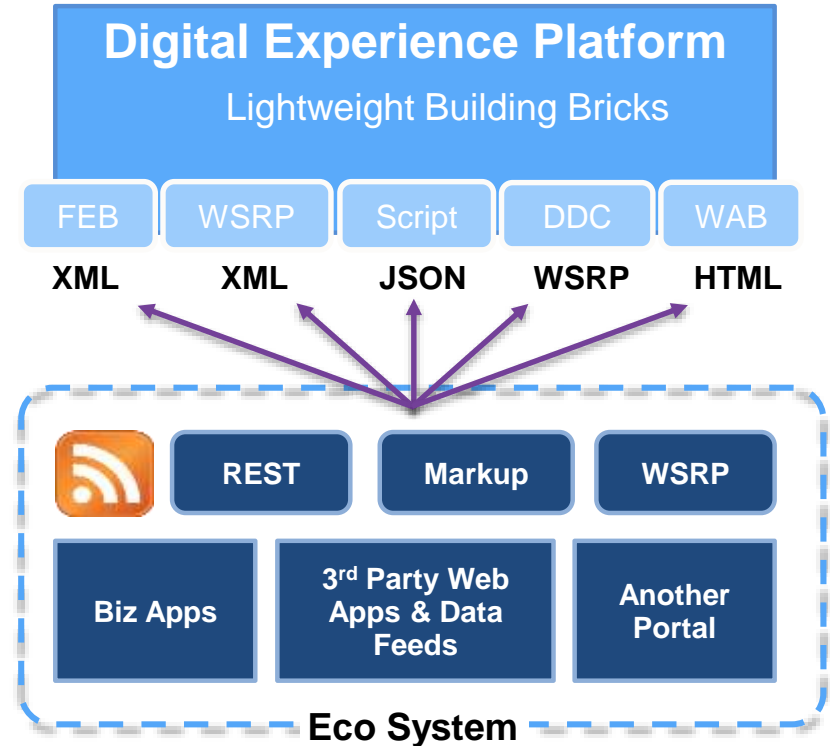 Digital Experience Platform
Lightweight Building Bricks
FEB WSRP Script DDC WAB
XML XML JSON WSRP HTML
REST Markup WSRP
Biz Apps
3rd Party Web
Apps & Data
Feeds
Another
Portal
Eco System